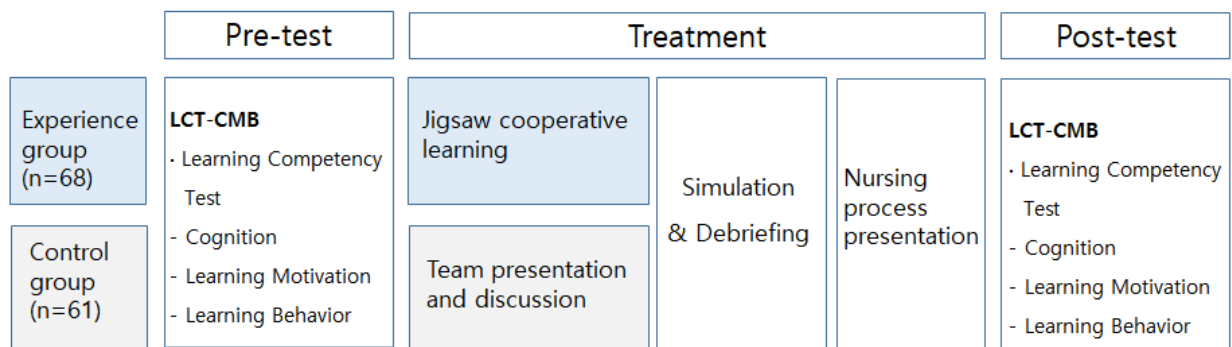 Pre-test
Treatment
Post-test
Experience
group
(n=68)
Control
group
(n=61)
LCT-CMB
· Learning Competency
Test
- Cognition
- Learning Motivation
- Learning Behavior
Jigsaw cooperative
learning
Team presentation
and discussion
Simulation
& Debriefing
Nursing
process
presentation
LCT-CMB
· Learning Competency
Test
- Cognition
- Learning Motivation
- Learning Behavior